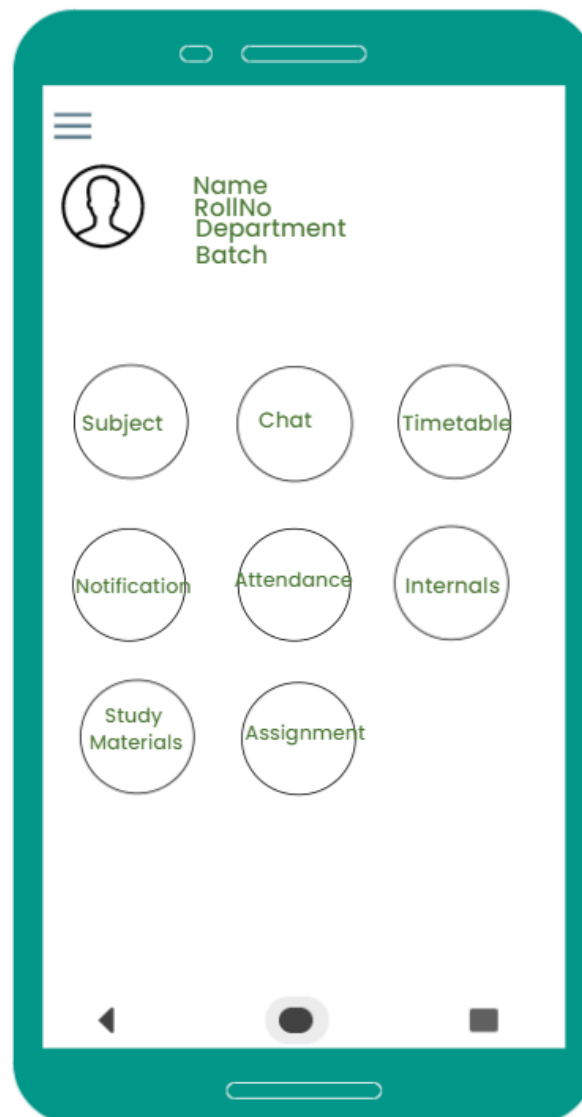 Name
RollNo
Department
Batch
Subject
Chat
Timetable
Notification
Attendance
Internals
Study
Materials
Assignment